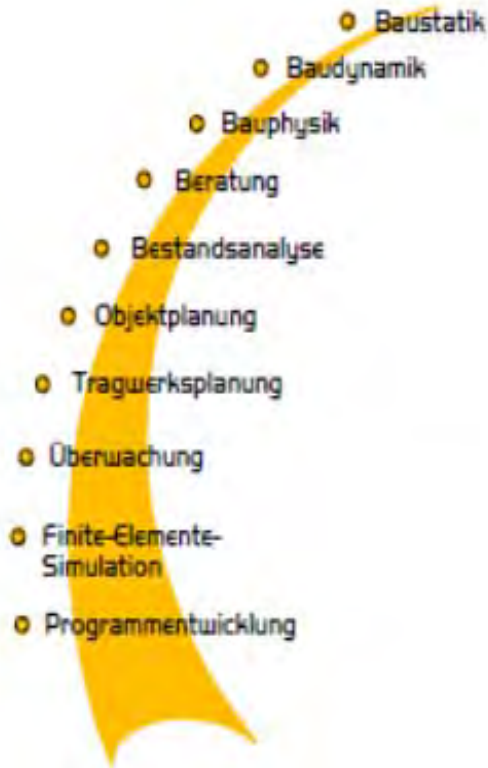 Baustatik
Baudynamik
Bauphysik
Beratung
Bestandsanalyse
Objektplanung
Tragwerksplanung
Überwachung
Finite-Elemente-
Simulation
Programmentwicklung